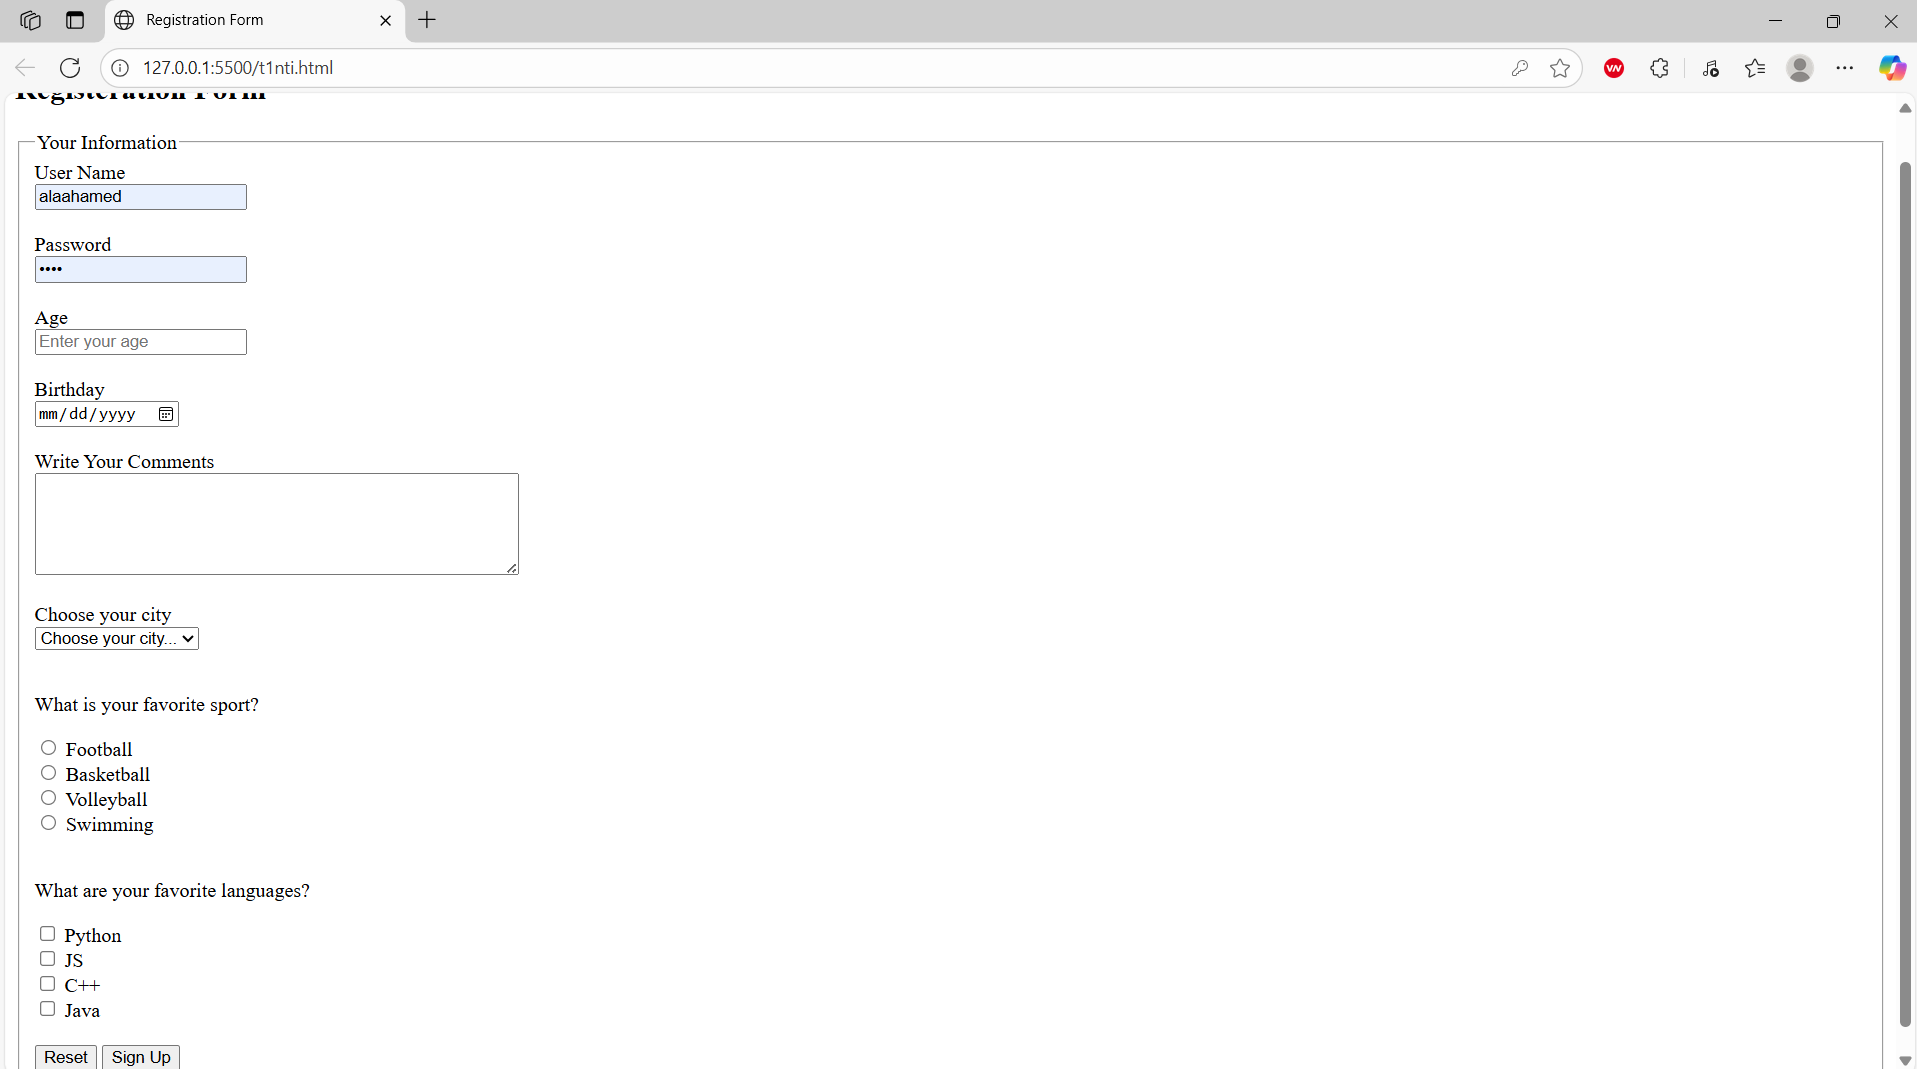 Registration Form
127.0.0.1:5500/t1nti.html
Registeration Form
Your Information
User Name
alaahamed
Password
••••
Age
Enter your age
Birthday
mm/dd/yyyy
Write Your Comments
Choose your city
Choose your city...
What is your favorite sport?
Football
Basketball
Volleyball
Swimming
What are your favorite languages?
Python
JS
C++
Java
Reset Sign Up